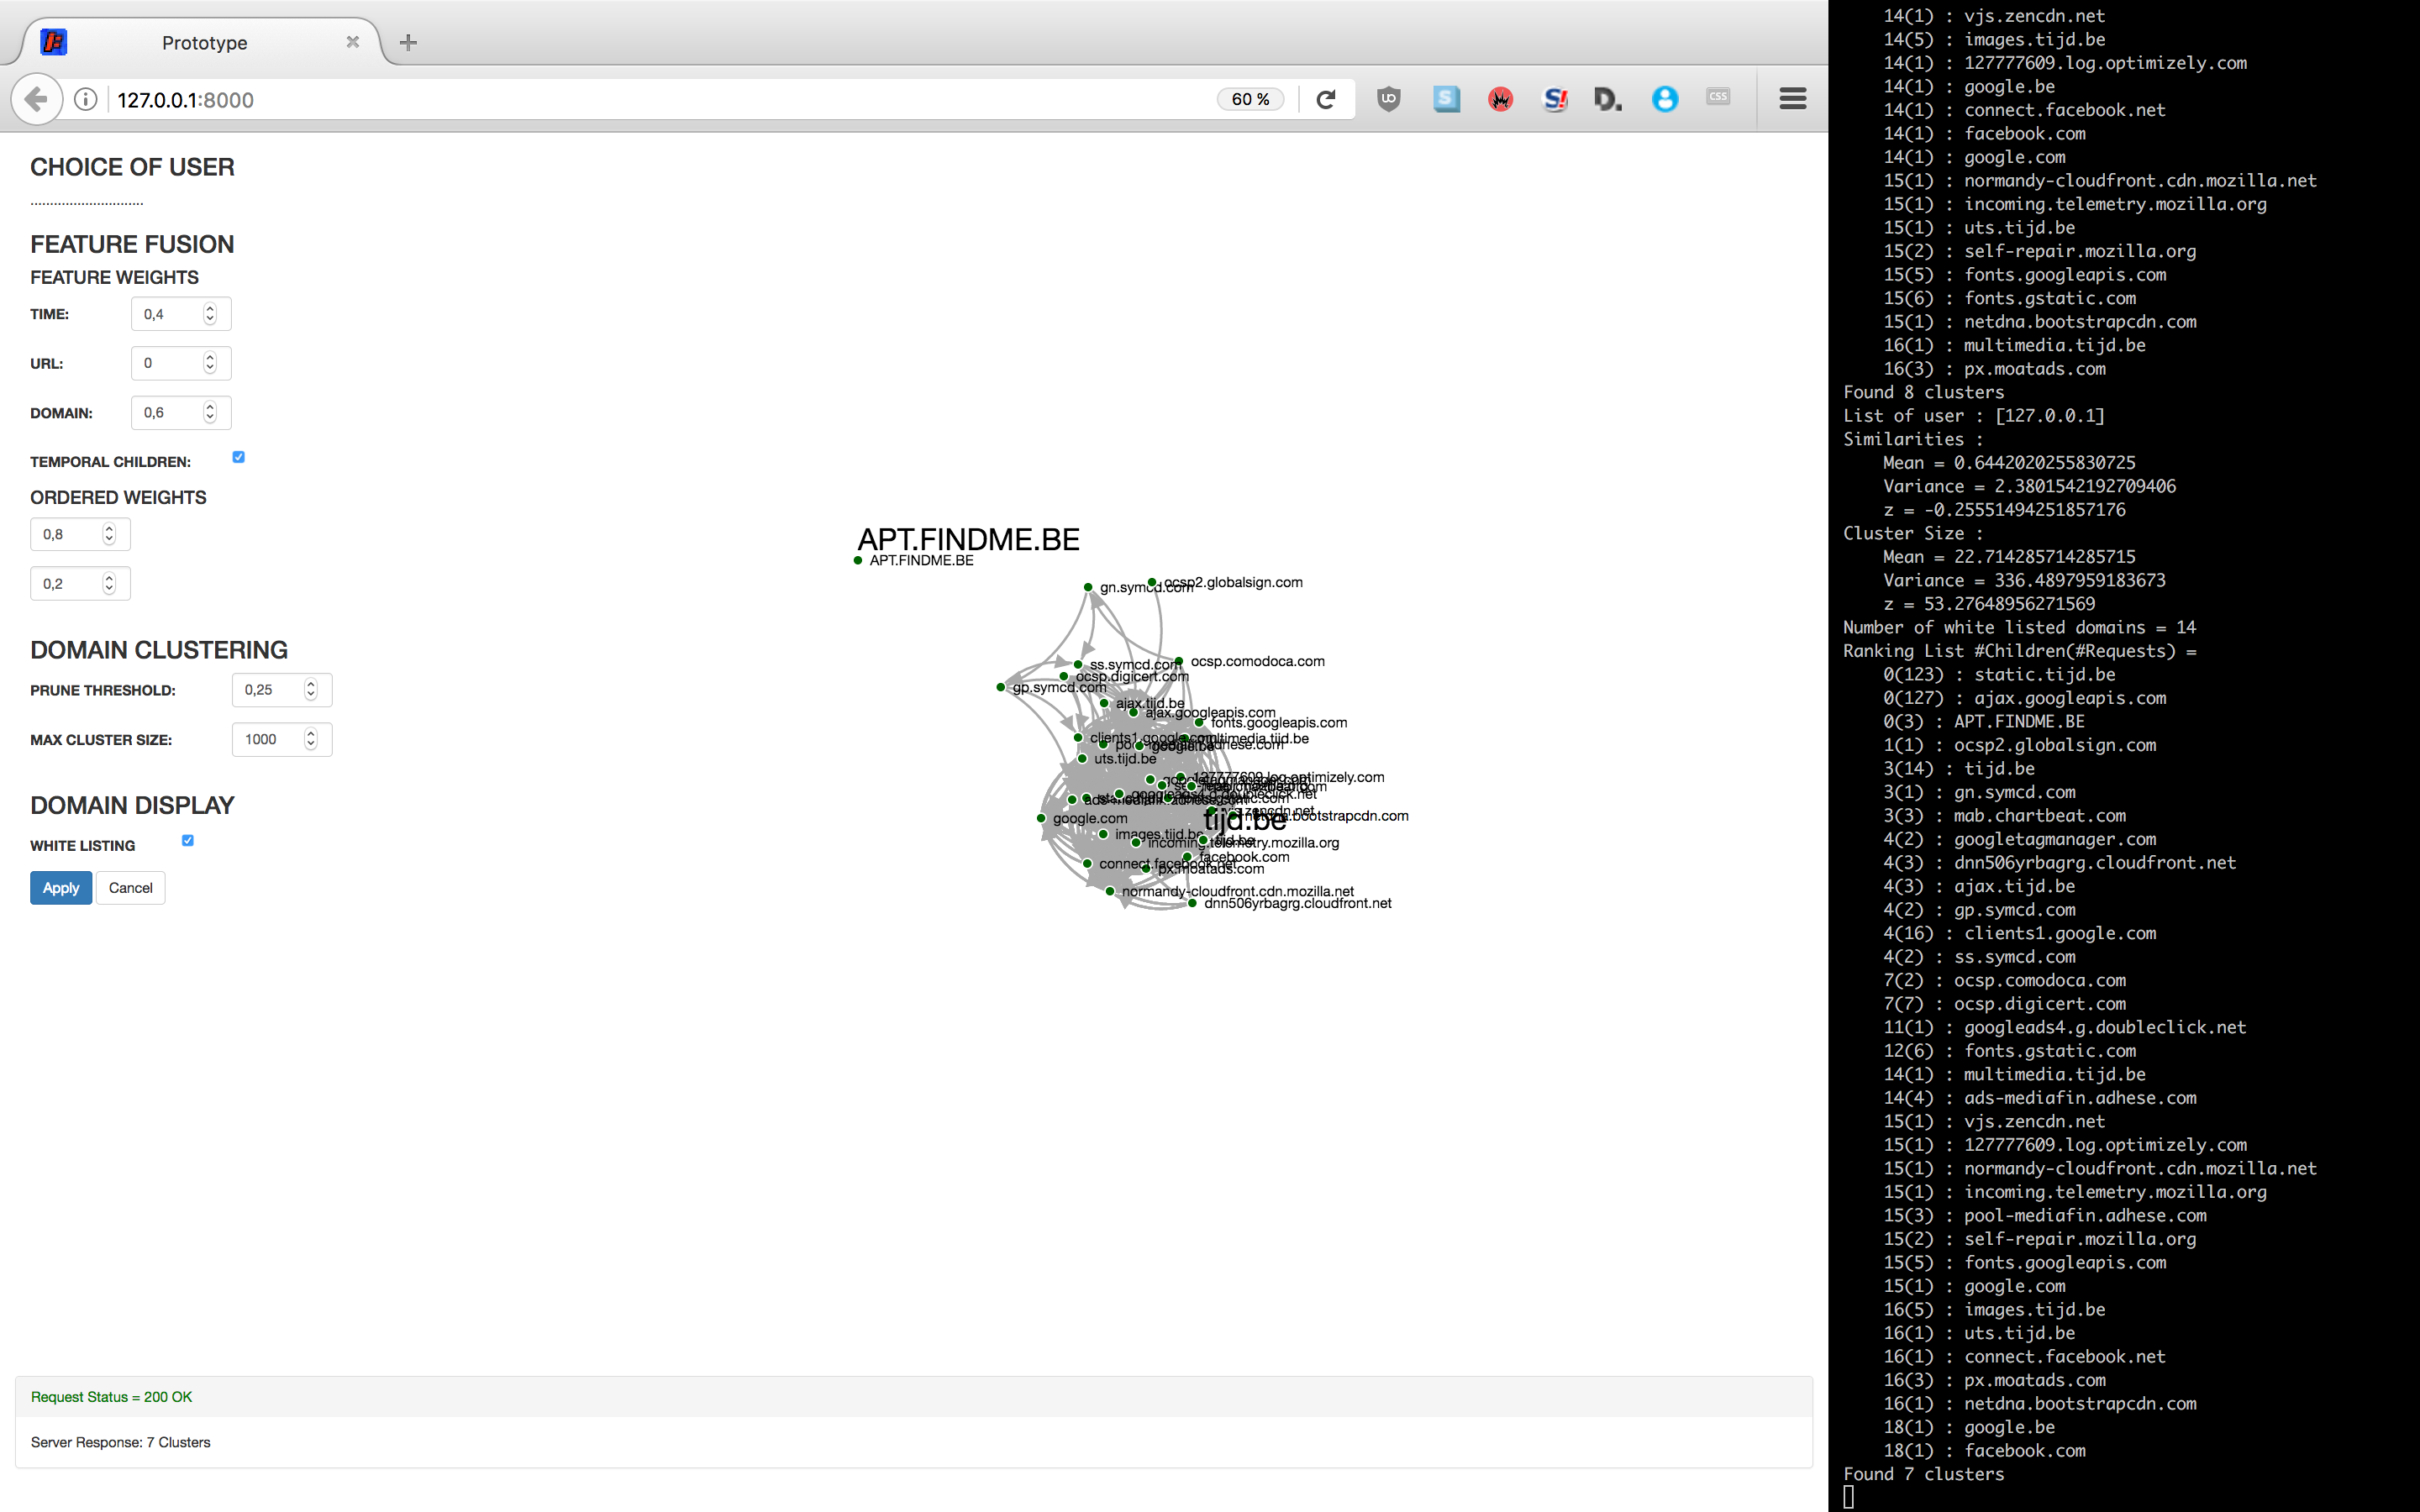 Prototype
127.0.0.1:8000
60 %
CSS
CHOICE OF USER
.............................
FEATURE FUSION
FEATURE WEIGHTS
TIME: 0,4
URL: 0
DOMAIN: 0,6
TEMPORAL CHILDREN:
ORDERED WEIGHTS
0,8
0,2
DOMAIN CLUSTERING
PRUNE THRESHOLD: 0,25
MAX CLUSTER SIZE: 1000
DOMAIN DISPLAY
WHITE LISTING
Apply Cancel
APT.FINDME.BE
APT.FINDME.BE
ocsp2.globalsign.com
gn.symcd.com
ocsp.comodoca.com
ss.symcd.com
ocsp.digicert.com
gp.symcd.com
ajax.tijd.be
ajax.googleapis.com
fonts.googleapis.com
clients1.google.com
multimedia.tijd.be
google.be
uts.tijd.be
127777609.log.optimizely.com
googleads4.g.doubleclick.net
ads-mediafin.adhese.com
vjs.zencdn.net
netdna.bootstrapcdn.com
tijd.be
google.com
images.tijd.be
tijd.be
incoming.telemetry.mozilla.org
facebook.com
connect.facebook.net
px.moatads.com
normandy-cloudfront.cdn.mozilla.net
dnn506yrbagrg.cloudfront.net
Request Status = 200 OK
Server Response: 7 Clusters
14(1) : vjs.zencdn.net
14(5) : images.tijd.be
14(1) : 127777609.log.optimizely.com
14(1) : google.be
14(1) : connect.facebook.net
14(1) : facebook.com
14(1) : google.com
15(1) : normandy-cloudfront.cdn.mozilla.net
15(1) : incoming.telemetry.mozilla.org
15(1) : uts.tijd.be
15(2) : self-repair.mozilla.org
15(5) : fonts.googleapis.com
15(6) : fonts.gstatic.com
15(1) : netdna.bootstrapcdn.com
16(1) : multimedia.tijd.be
16(3) : px.moatads.com
Found 8 clusters
List of user : [127.0.0.1]
Similarities :
Mean = 0.6442020255830725
Variance = 2.3801542192709406
z = -0.25551494251857176
Cluster Size :
Mean = 22.714285714285715
Variance = 336.4897959183673
z = 53.27648956271569
Number of white listed domains = 14
Ranking List #Children(#Requests) =
0(123) : static.tijd.be
0(127) : ajax.googleapis.com
0(3) : APT.FINDME.BE
1(1) : ocsp2.globalsign.com
3(14) : tijd.be
3(1) : gn.symcd.com
3(3) : mab.chartbeat.com
4(2) : googletagmanager.com
4(3) : dnn506yrbagrg.cloudfront.net
4(3) : ajax.tijd.be
4(2) : gp.symcd.com
4(16) : clients1.google.com
4(2) : ss.symcd.com
7(2) : ocsp.comodoca.com
7(7) : ocsp.digicert.com
11(1) : googleads4.g.doubleclick.net
12(6) : fonts.gstatic.com
14(1) : multimedia.tijd.be
14(4) : ads-mediafin.adhese.com
15(1) : vjs.zencdn.net
15(1) : 127777609.log.optimizely.com
15(1) : normandy-cloudfront.cdn.mozilla.net
15(1) : incoming.telemetry.mozilla.org
15(3) : pool-mediafin.adhese.com
15(2) : self-repair.mozilla.org
15(5) : fonts.googleapis.com
15(1) : google.com
16(5) : images.tijd.be
16(1) : uts.tijd.be
16(1) : connect.facebook.net
16(3) : px.moatads.com
16(1) : netdna.bootstrapcdn.com
18(1) : google.be
18(1) : facebook.com
Found 7 clusters